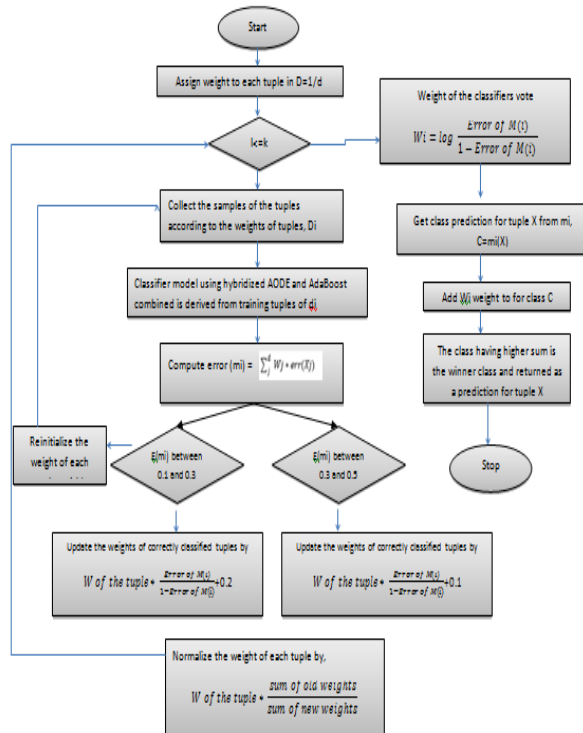 Start
Assign weight to each tuple in D=1/d
I<=k
Collect the samples of the tuples
according to the weights of tuples, Di
Classifier model using hybridized AODE and AdaBoost
combined is derived from training tuples of di
Compute error (mi) = ∑_j^d Wj * err(Xj)
Reinitialize the
weight of each
(mi) between
0.1 and 0.3
(mi) between
0.3 and 0.5
Update the weights of correctly classified tuples by
W of the tuple * Error of M(i) / 1−Error of M(i) +0.2
Update the weights of correctly classified tuples by
W of the tuple * Error of M(i) / 1−Error of M(i) +0.1
Normalize the weight of each tuple by,
W of the tuple * sum of old weights / sum of new weights
Weight of the classifiers vote
Wi = log Error of M(i) / 1 − Error of M(i)
Get class prediction for tuple X from mi,
C=mi(X)
Add Wi weight to for class C
The class having higher sum is
the winner class and returned as
a prediction for tuple X
Stop